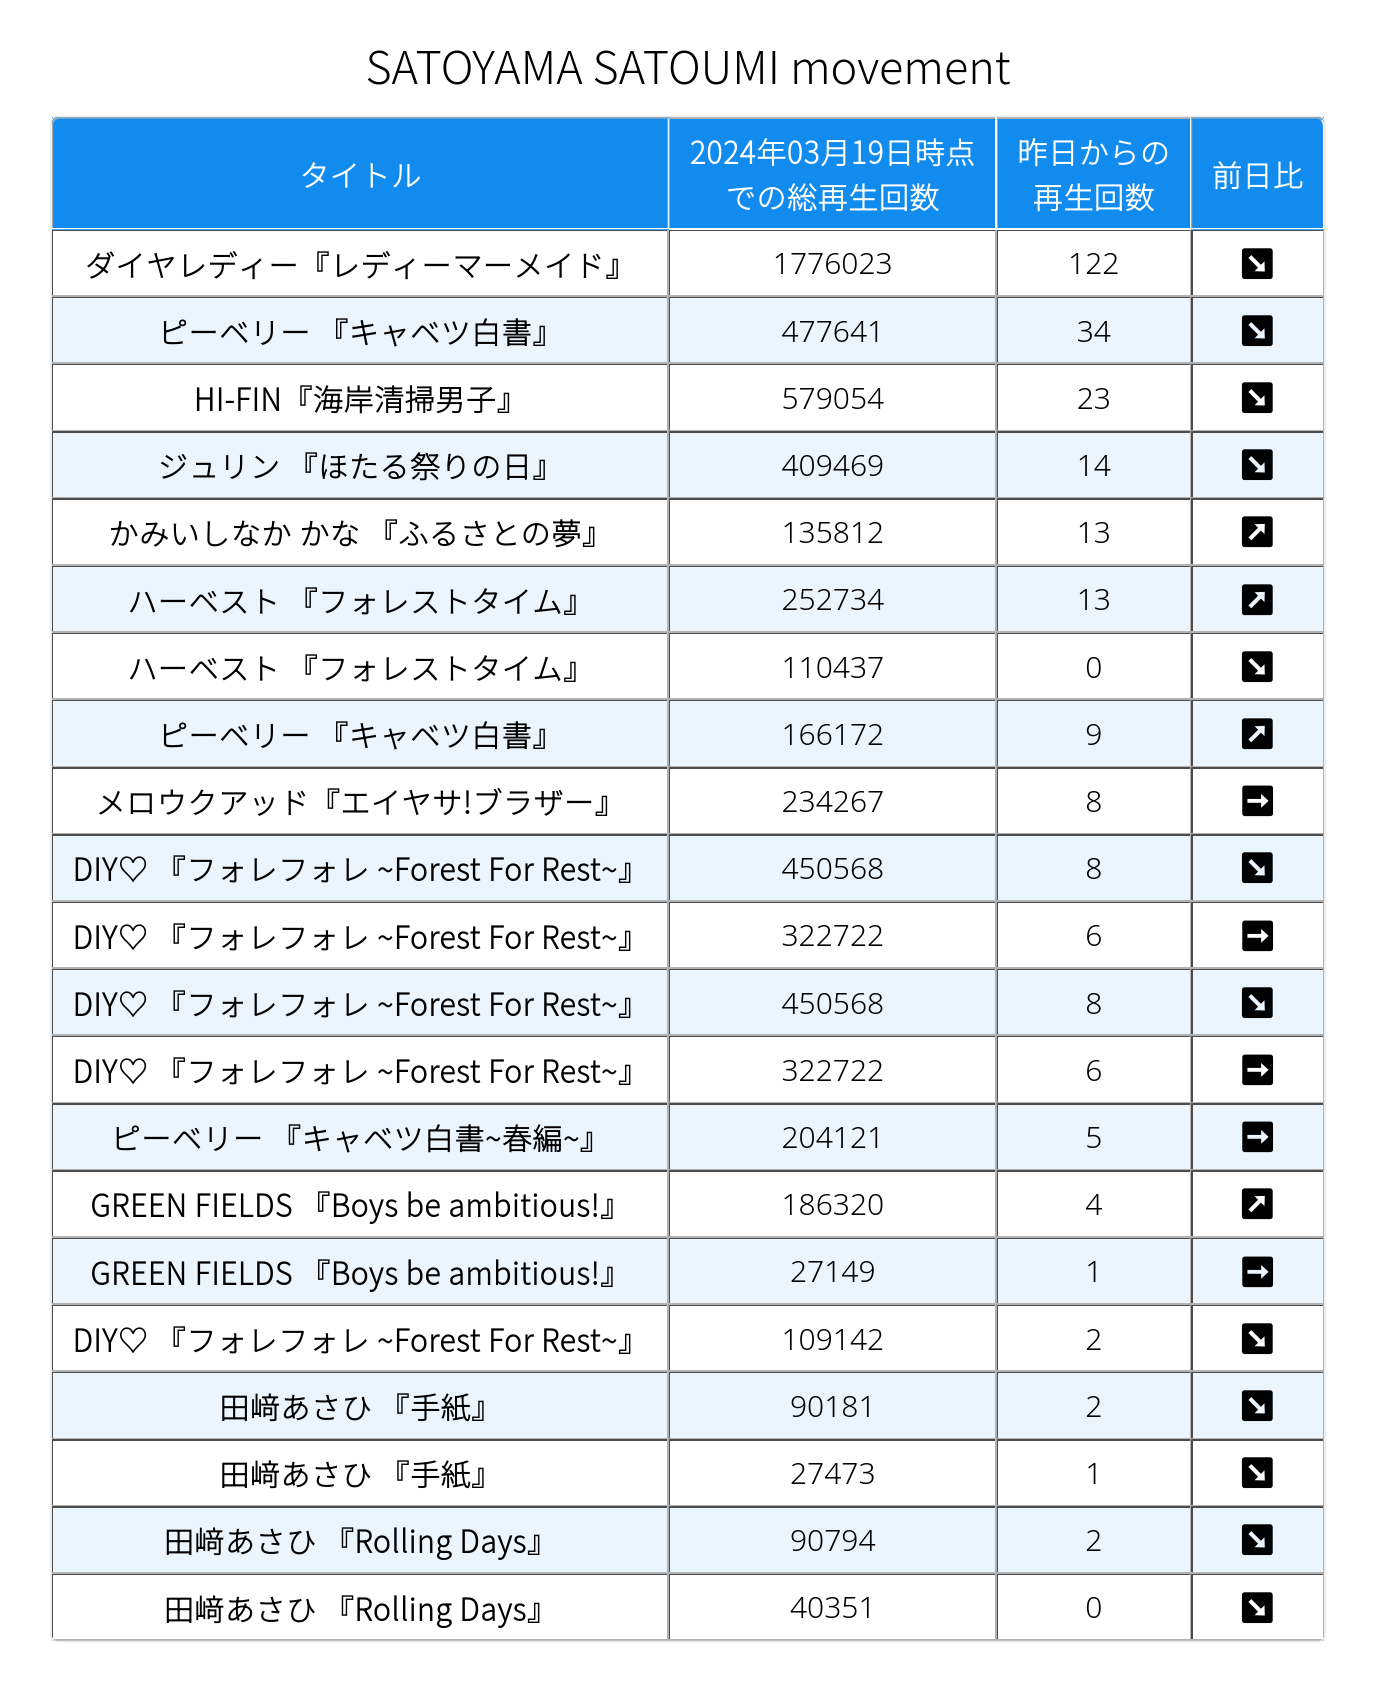 SATOYAMA SATOUMI movement
タイトル 2024年03月19日時点での総再生回数 昨日からの再生回数 前日比
ダイヤレディー『レディーマーメイド』 1776023 122 ↘
ピーベリー 『キャベツ白書』 477641 34 ↘
HI-FIN『海岸清掃男子』 579054 23 ↘
ジュリン 『ほたる祭りの日』 409469 14 ↘
かみいしなか かな 『ふるさとの夢』 135812 13 ↗
ハーベスト 『フォレストタイム』 252734 13 ↗
ハーベスト 『フォレストタイム』 110437 0 ↘
ピーベリー 『キャベツ白書』 166172 9 ↗
メロウクアッド『エイヤサ!ブラザー』 234267 8 →
DIY♡ 『フォレフォレ ~Forest For Rest~』 450568 8 ↘
DIY♡ 『フォレフォレ ~Forest For Rest~』 322722 6 →
DIY♡ 『フォレフォレ ~Forest For Rest~』 450568 8 ↘
DIY♡ 『フォレフォレ ~Forest For Rest~』 322722 6 →
ピーベリー 『キャベツ白書~春編~』 204121 5 →
GREEN FIELDS 『Boys be ambitious!』 186320 4 ↗
GREEN FIELDS 『Boys be ambitious!』 27149 1 →
DIY♡ 『フォレフォレ ~Forest For Rest~』 109142 2 ↘
田﨑あさひ 『手紙』 90181 2 ↘
田﨑あさひ 『手紙』 27473 1 ↘
田﨑あさひ 『Rolling Days』 90794 2 ↘
田﨑あさひ 『Rolling Days』 40351 0 ↘